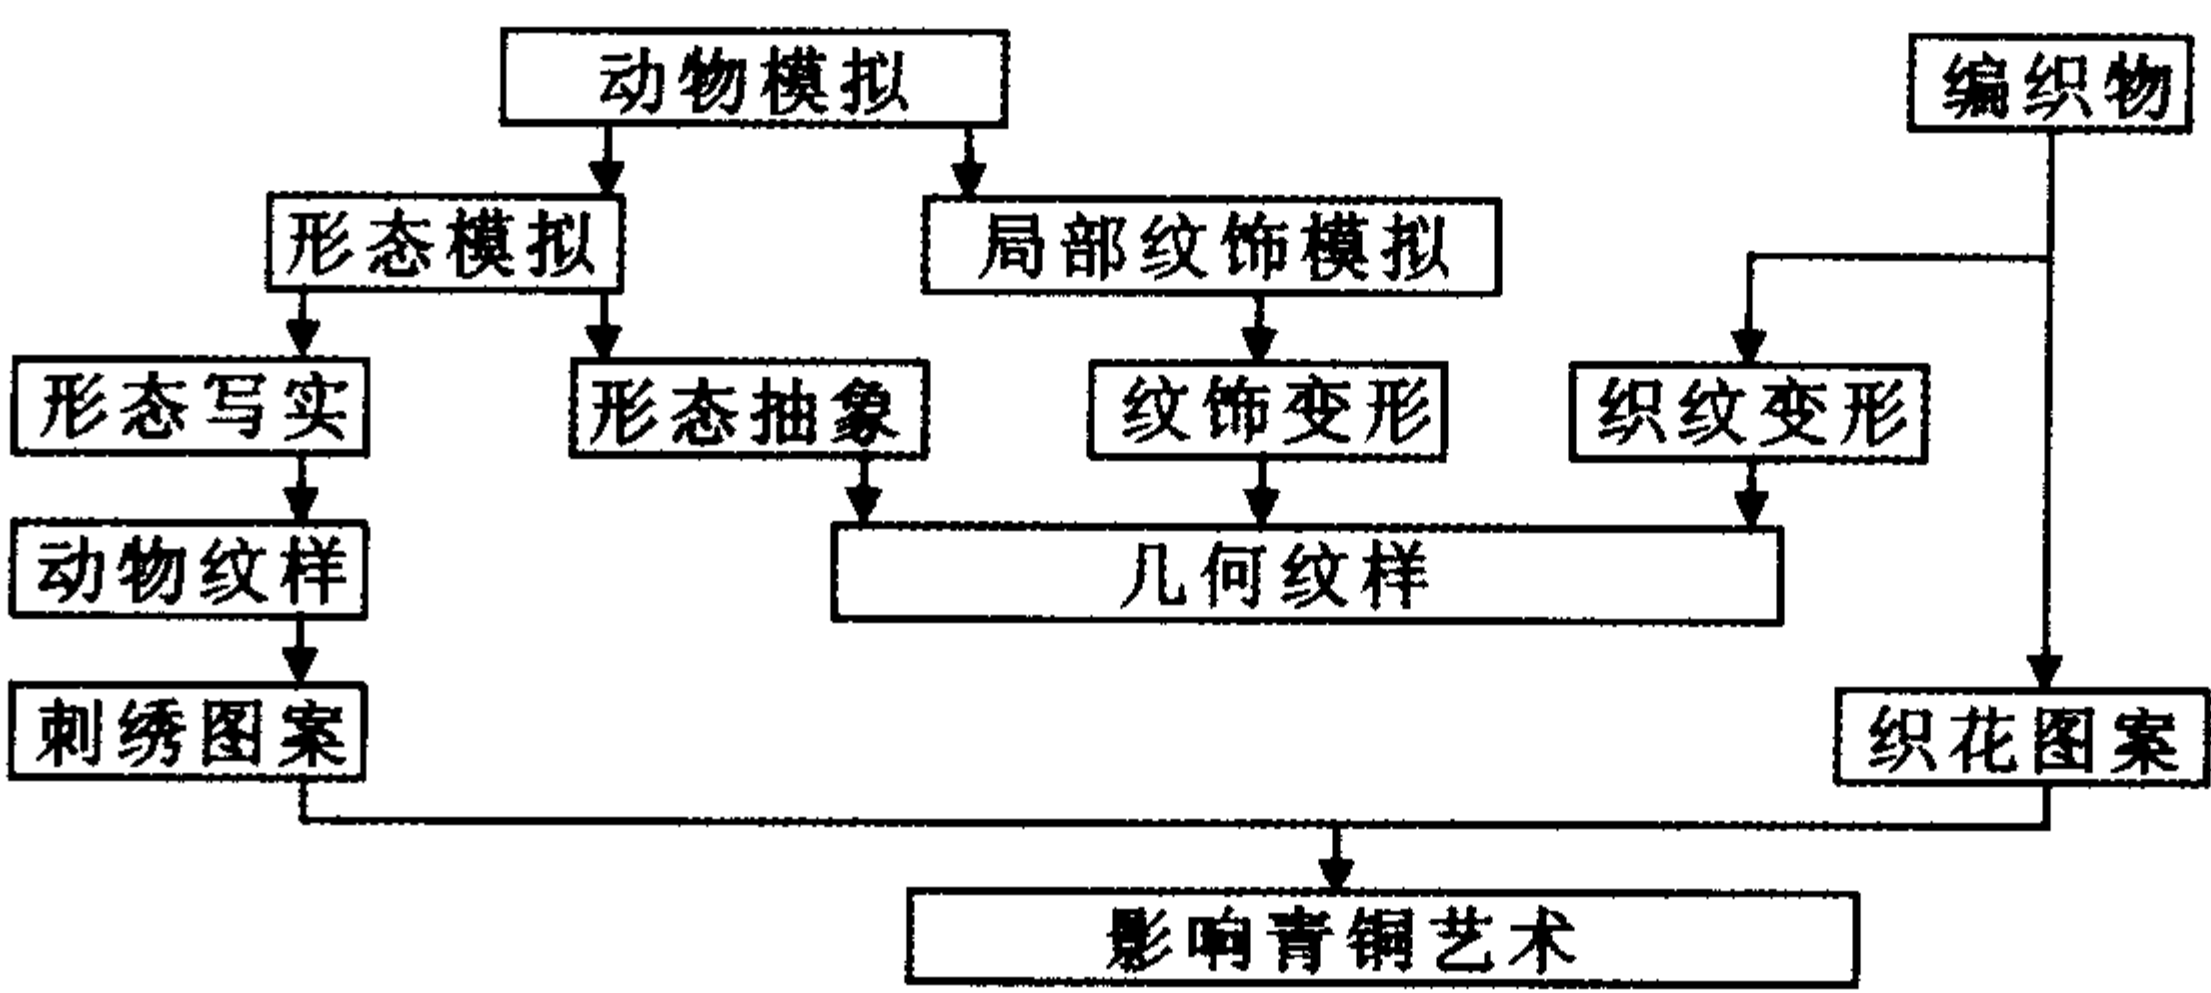 动物模拟
编织物
形态模拟
局部纹饰模拟
形态写实
形态抽象
纹饰变形
织纹变形
动物纹样
几何纹样
刺绣图案
织花图案
影响青铜艺术